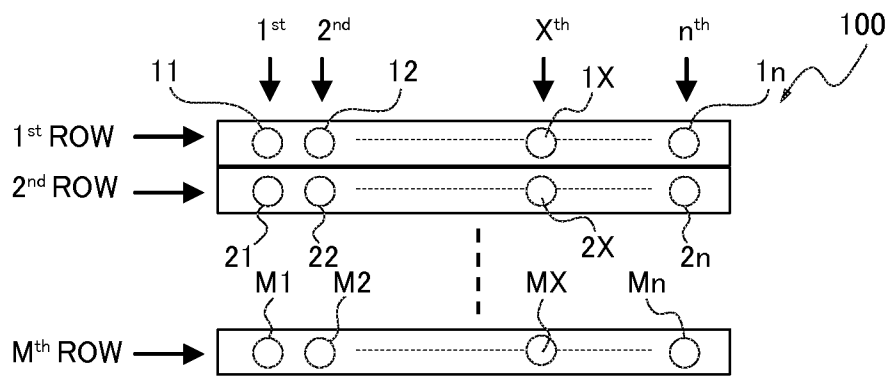 1st 2nd Xth nth 100
11 12 1X 1n
1st ROW
2nd ROW
21 22 2X 2n
M1 M2 MX Mn
Mth ROW